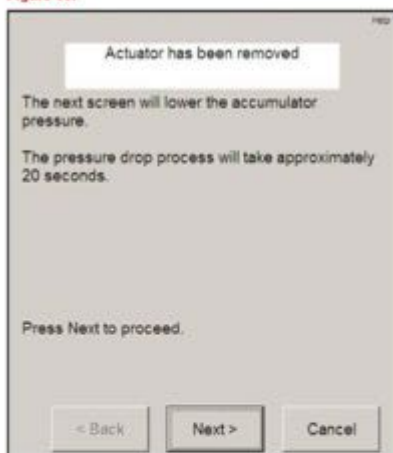 Help
Actuator has been removed
The next screen will lower the accumulator
pressure.
The pressure drop process will take approximately
20 seconds.
Press Next to proceed.
< Back
Next >
Cancel